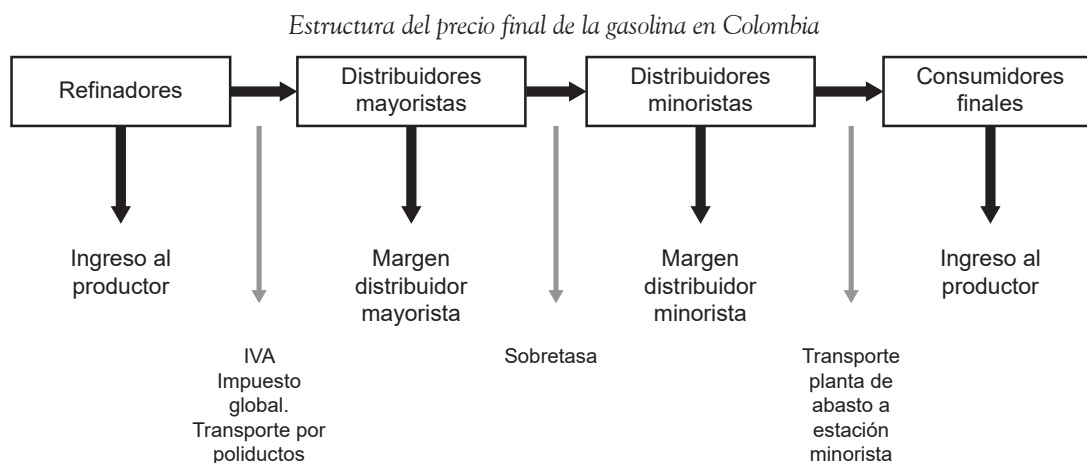 Estructura del precio final de la gasolina en Colombia
Refinadores
Distribuidores
mayoristas
Distribuidores
minoristas
Consumidores
finales
Ingreso al
productor
Margen
distribuidor
mayorista
Margen
distribuidor
minorista
Ingreso al
productor
IVA
Impuesto
global.
Transporte por
poliductos
Sobretasa
Transporte
planta de
abasto a
estación
minorista